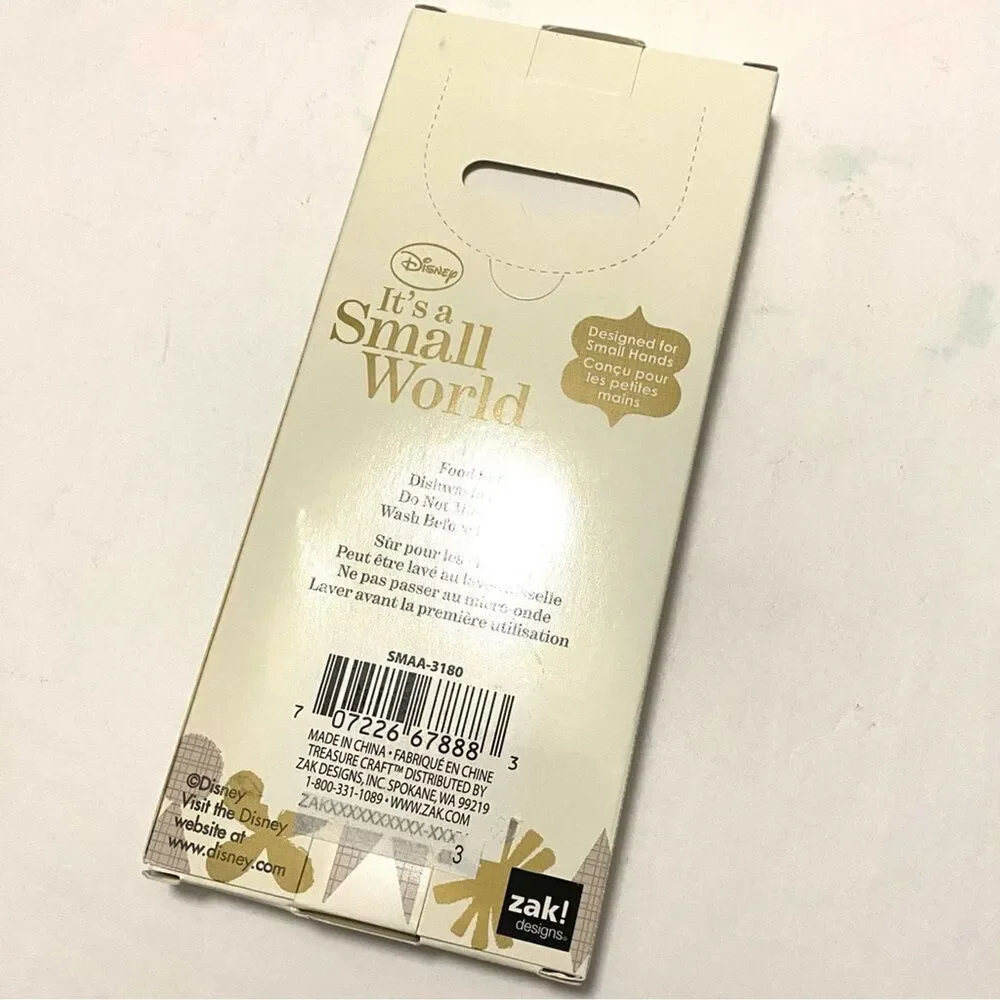 Disney
It's a
Small
World
Designed for
Small Hands
Conçu pour
les petites
mains
Food
Do Not
Wash Before
Sûr pour les
Peut être lavé au
Ne pas passer au micro-onde
Laver avant la première utilisation
SMAA-3180
7 07226 67888 3
MADE IN CHINA • FABRIQUÉ EN CHINE
TREASURE CRAFT™ DISTRIBUTED BY
ZAK DESIGNS, INC. SPOKANE, WA 99219
1-800-331-1089 • WWW.ZAK.COM
ZAKXXXXXXXXXXX-XXX
3
©Disney
Visit the Disney
website at
www.disney.com
zak!
designs®